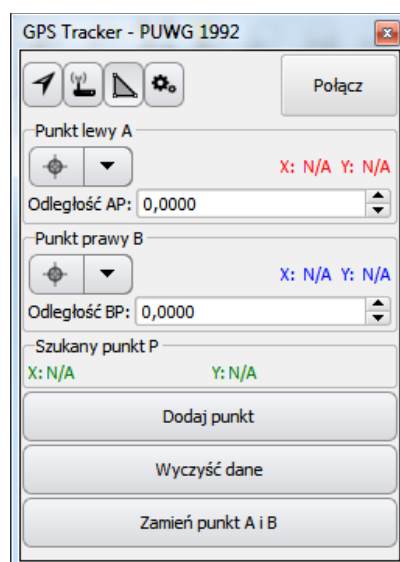 GPS Tracker - PUWG 1992
Połącz
Punkt lewy A
X: N/A Y: N/A
Odległość AP: 0,0000
Punkt prawy B
X: N/A Y: N/A
Odległość BP: 0,0000
Szukany punkt P
X: N/A Y: N/A
Dodaj punkt
Wyczyść dane
Zamień punkt A i B